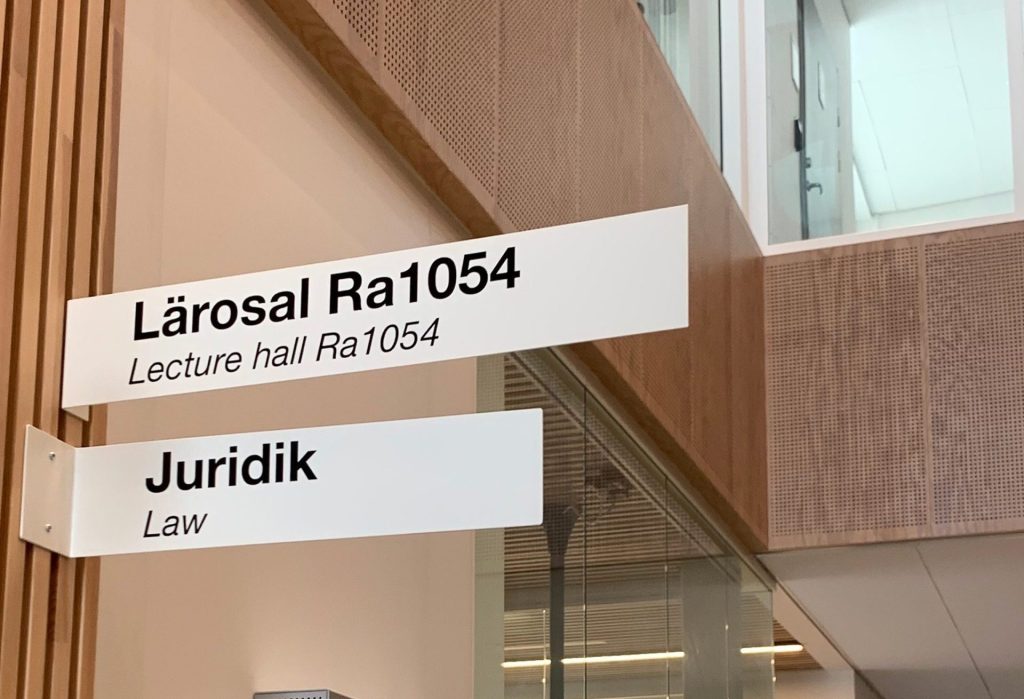 Lärosal Ra1054
Lecture hall Ra1054
Juridik
Law